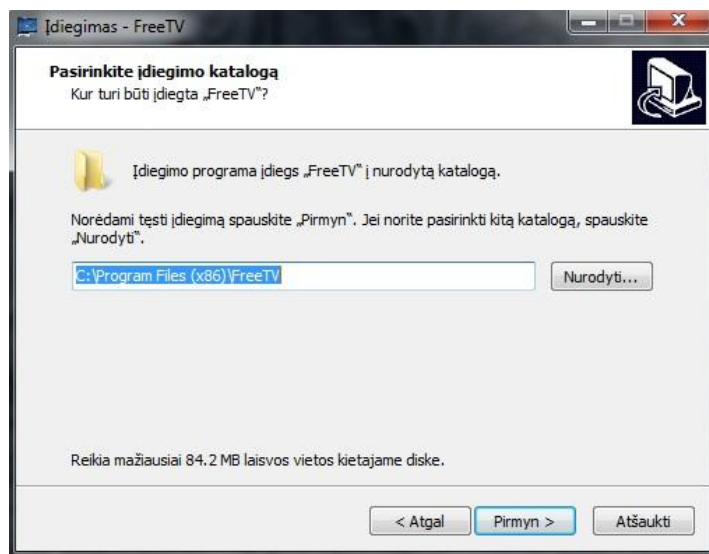 Įdiegimas - FreeTV
Pasirinkite įdiegimo katalogą
Kur turi būti įdiegta „FreeTV“?
Įdiegimo programa įdiegs „FreeTV“ į nurodytą katalogą.
Norėdami tęsti įdiegimą spauskite „Pirmyn“. Jei norite pasirinkti kitą katalogą, spauskite
„Nurodyti“.
C:\Program Files (x86)\FreeTV
Nurodyti...
Reikia mažiausiai 84.2 MB laisvos vietos kietajame diske.
< Atgal
Pirmyn >
Atšaukti